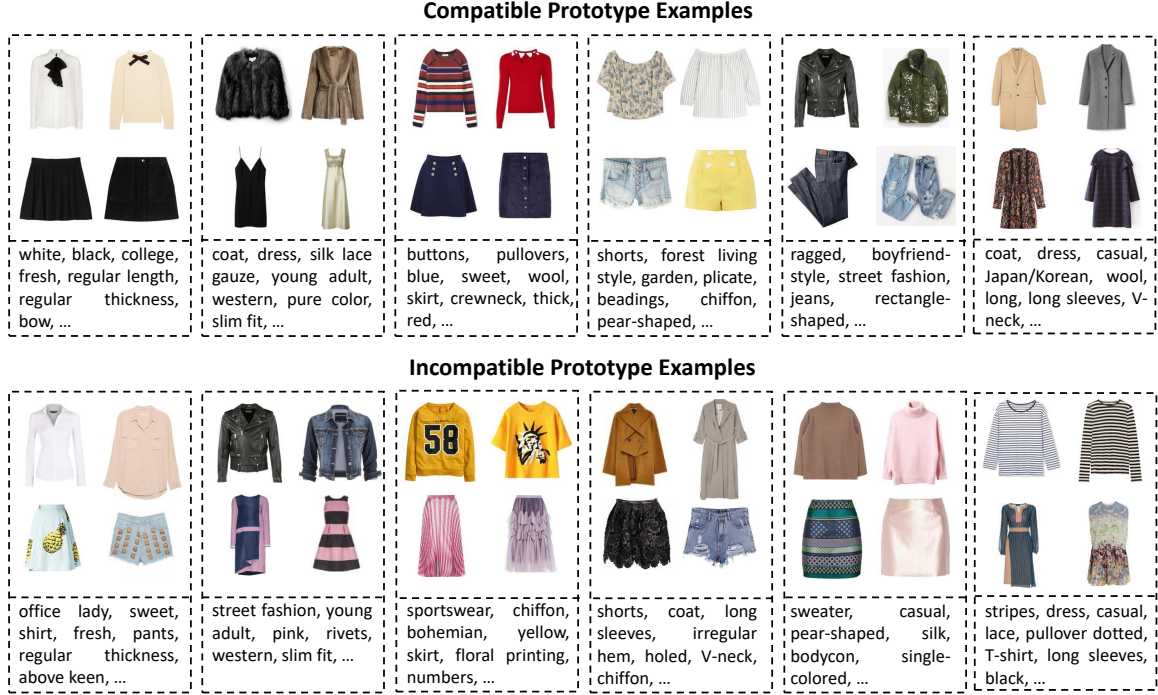 Compatible Prototype Examples
white, black, college,
fresh, regular length,
regular thickness,
bow, ...
coat, dress, silk lace
gauze, young adult,
western, pure color,
slim fit, ...
buttons, pullovers,
blue, sweet, wool,
skirt, crewneck, thick,
red, ...
shorts, forest living
style, garden, plicate,
beadings, chiffon,
pear-shaped, ...
ragged, boyfriend-
style, street fashion,
jeans, rectangle-
shaped, ...
coat, dress, casual,
Japan/Korean, wool,
long, long sleeves, V-
neck, ...
Incompatible Prototype Examples
58
office lady, sweet,
shirt, fresh, pants,
regular thickness,
above keen, ...
street fashion, young
adult, pink, rivets,
western, slim fit, ...
sportswear, chiffon,
bohemian, yellow,
skirt, floral printing,
numbers, ...
shorts, coat, long
sleeves, irregular
hem, holed, V-neck,
chiffon, ...
sweater, casual,
pear-shaped, silk,
bodycon, single-
colored, ...
stripes, dress, casual,
lace, pullover dotted,
T-shirt, long sleeves,
black, ...